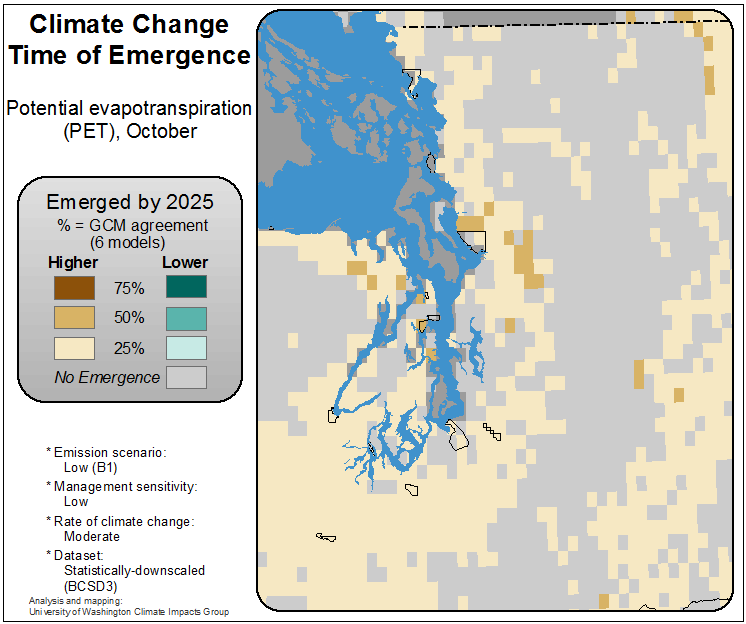 Climate Change
Time of Emergence
Potential evapotranspiration
(PET), October
Emerged by 2025
% = GCM agreement
(6 models)
Higher Lower
75%
50%
25%
No Emergence
* Emission scenario:
Low (B1)
* Management sensitivity:
Low
* Rate of climate change:
Moderate
* Dataset:
Statistically-downscaled
(BCSD3)
Analysis and mapping:
University of Washington Climate Impacts Group